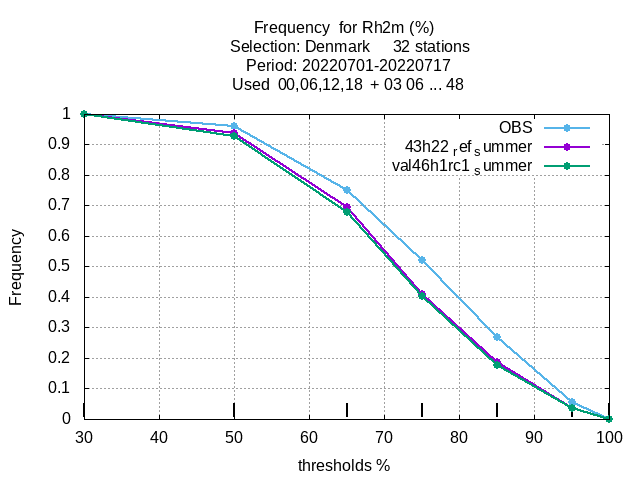 Frequency for Rh2m (%)
Selection: Denmark 32 stations
Period: 20220701-20220717
Used 00,06,12,18 + 03 06 ... 48
1
0.9
0.8
0.7
0.6
0.5
0.4
0.3
0.2
0.1
0
Frequency
OBS
43h22 ref summer
val46h1rc1 summer
30 40 50 60 70 80 90 100
thresholds %